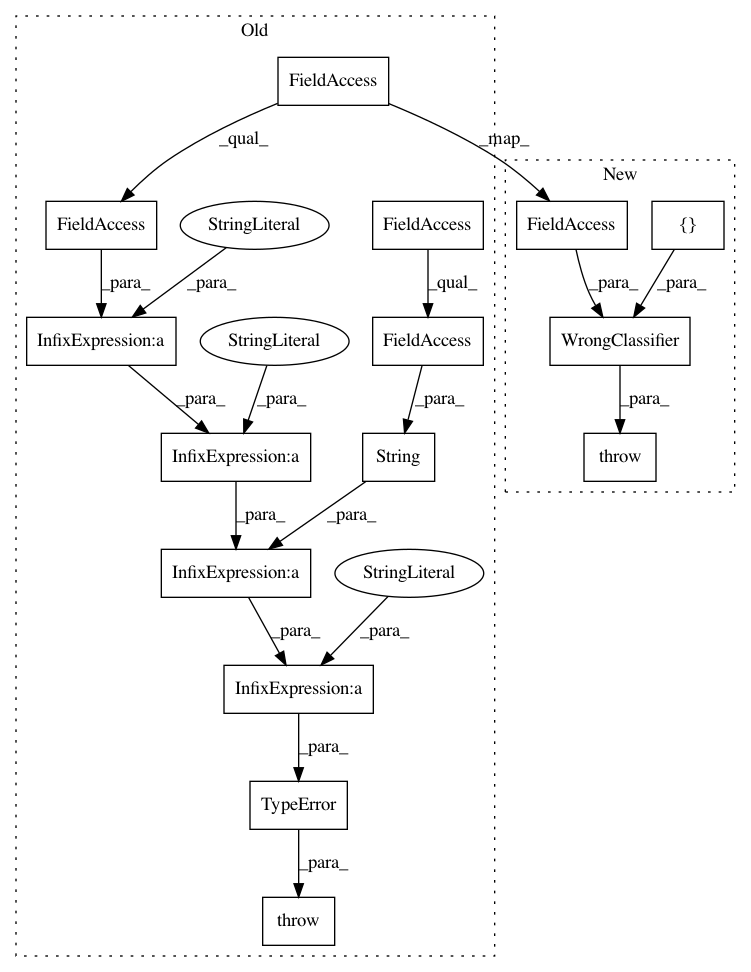 Old
FieldAccess
_qual_
_map_
New
FieldAccess
StringLiteral
FieldAccess
FieldAccess
{}
_para_
_para_
_qual_
_para_
_para_
InfixExpression:a
StringLiteral
FieldAccess
WrongClassifier
_para_
_para_
_para_
_para_
InfixExpression:a
String
throw
_para_
_para_
InfixExpression:a
StringLiteral
_para_
_para_
InfixExpression:a
_para_
TypeError
_para_
throw